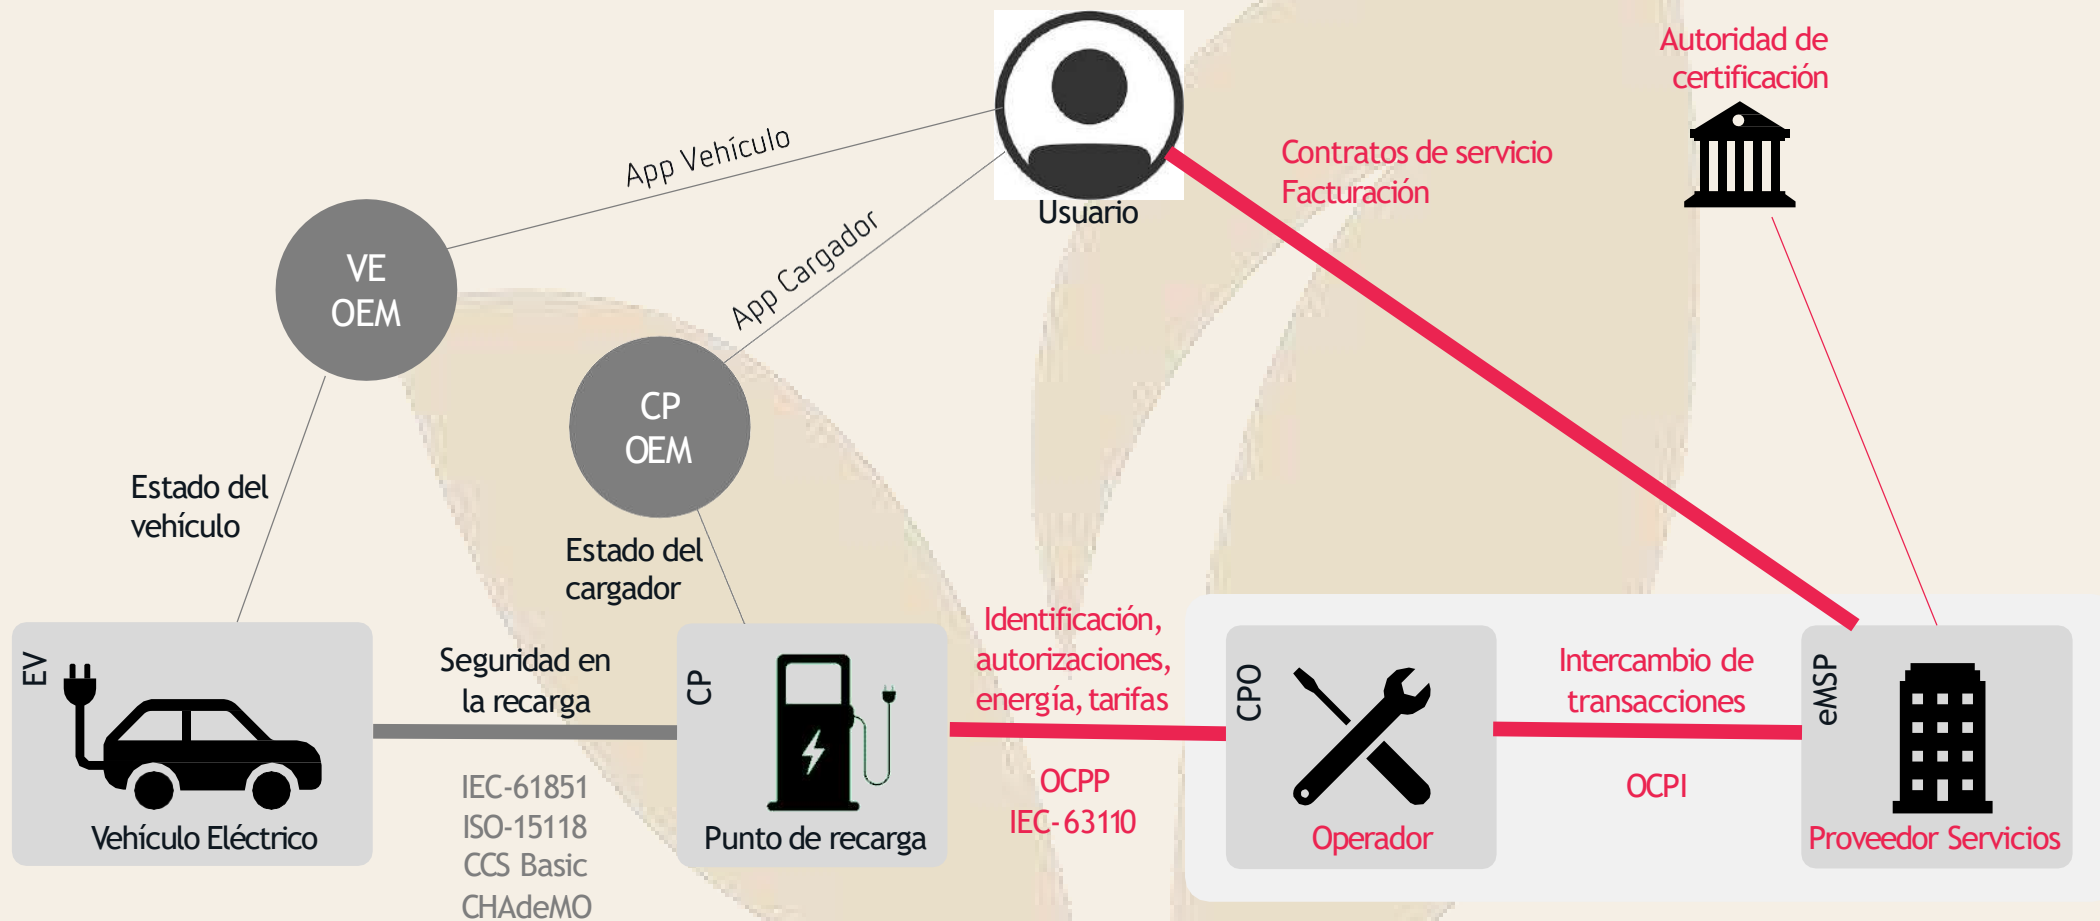 Autoridad de
certificación
App Vehículo
Contratos de servicio
Facturación
Usuario
App Cargador
VE
OEM
CP
OEM
Estado del
vehículo
Estado del
cargador
EV
Vehículo Eléctrico
Seguridad en
la recarga
IEC-61851
ISO-15118
CCS Basic
CHAdeMO
CP
Punto de recarga
Identificación,
autorizaciones,
energía, tarifas
OCPP
IEC-63110
CPO
Operador
Intercambio de
transacciones
OCPI
eMSP
Proveedor Servicios